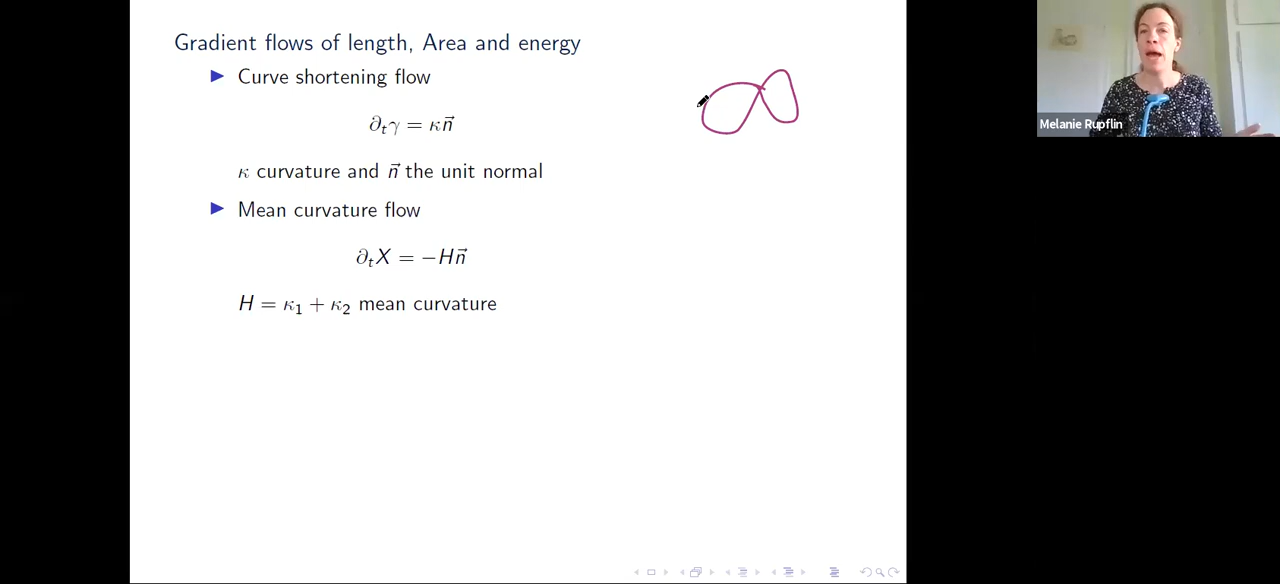 Gradient flows of length, Area and energy
▶ Curve shortening flow
∂ₜγ = κn⃗
κ curvature and n⃗ the unit normal
▶ Mean curvature flow
∂ₜX = −Hn⃗
H = κ₁ + κ₂ mean curvature
Melanie Rupflin